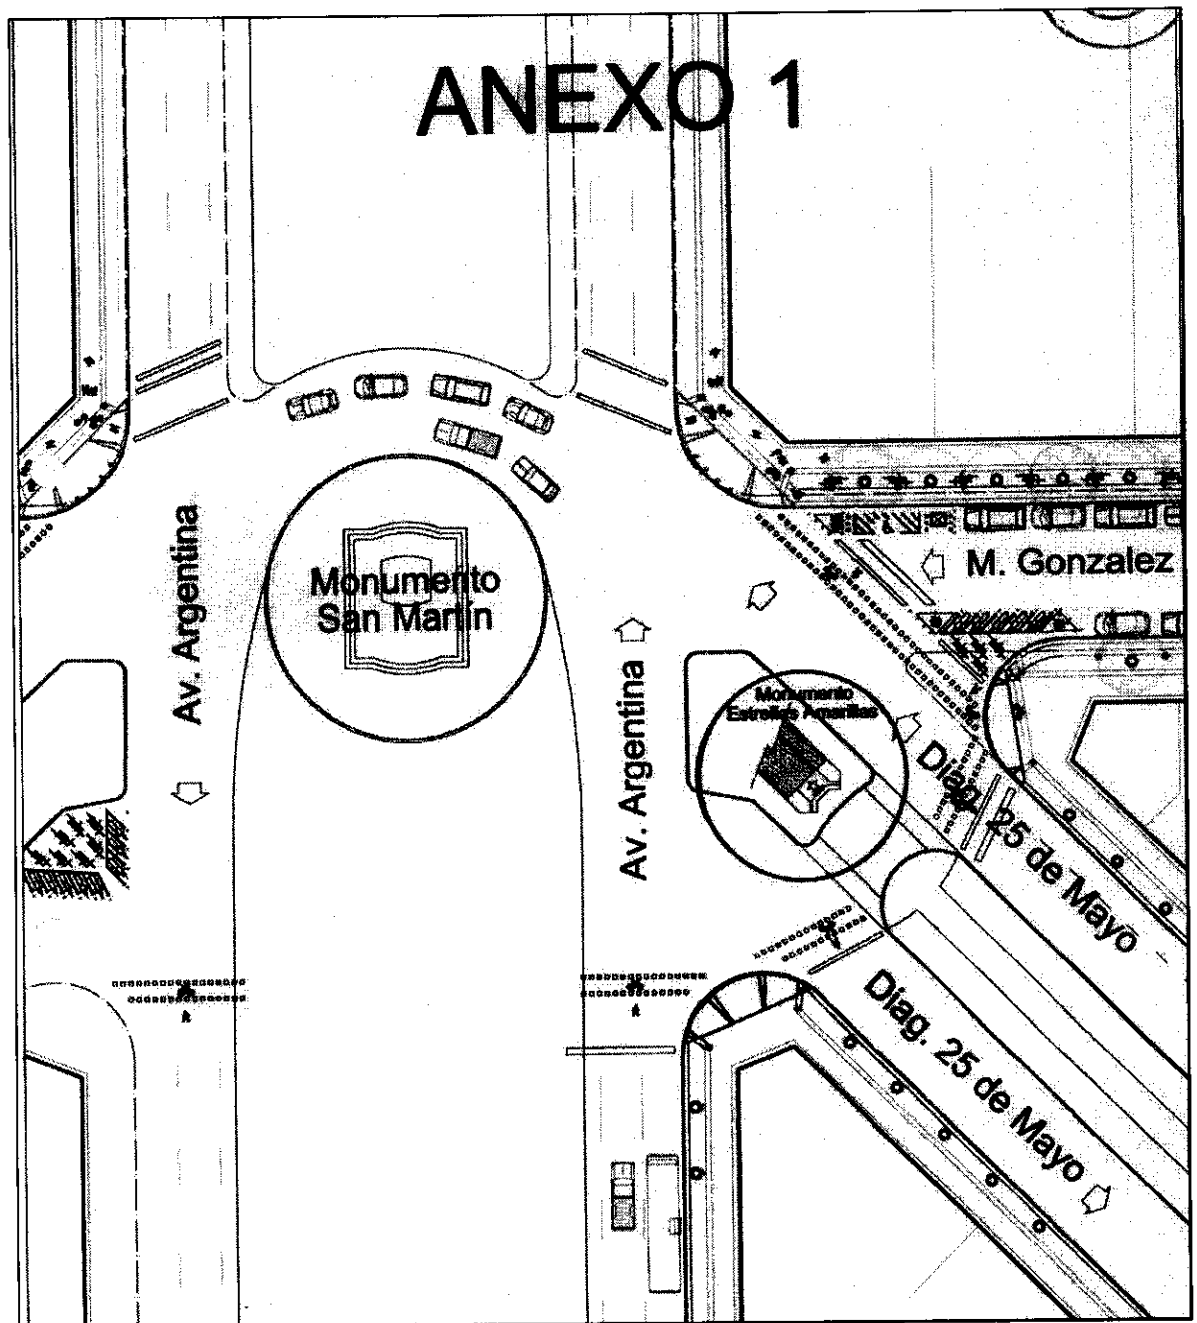 ANEXO 1
Av. Argentina
Monumento
San Martín
M. Gonzalez
Av. Argentina
Monumento
Estrellas Amarillas
Diag. 25 de Mayo
Diag. 25 de Mayo